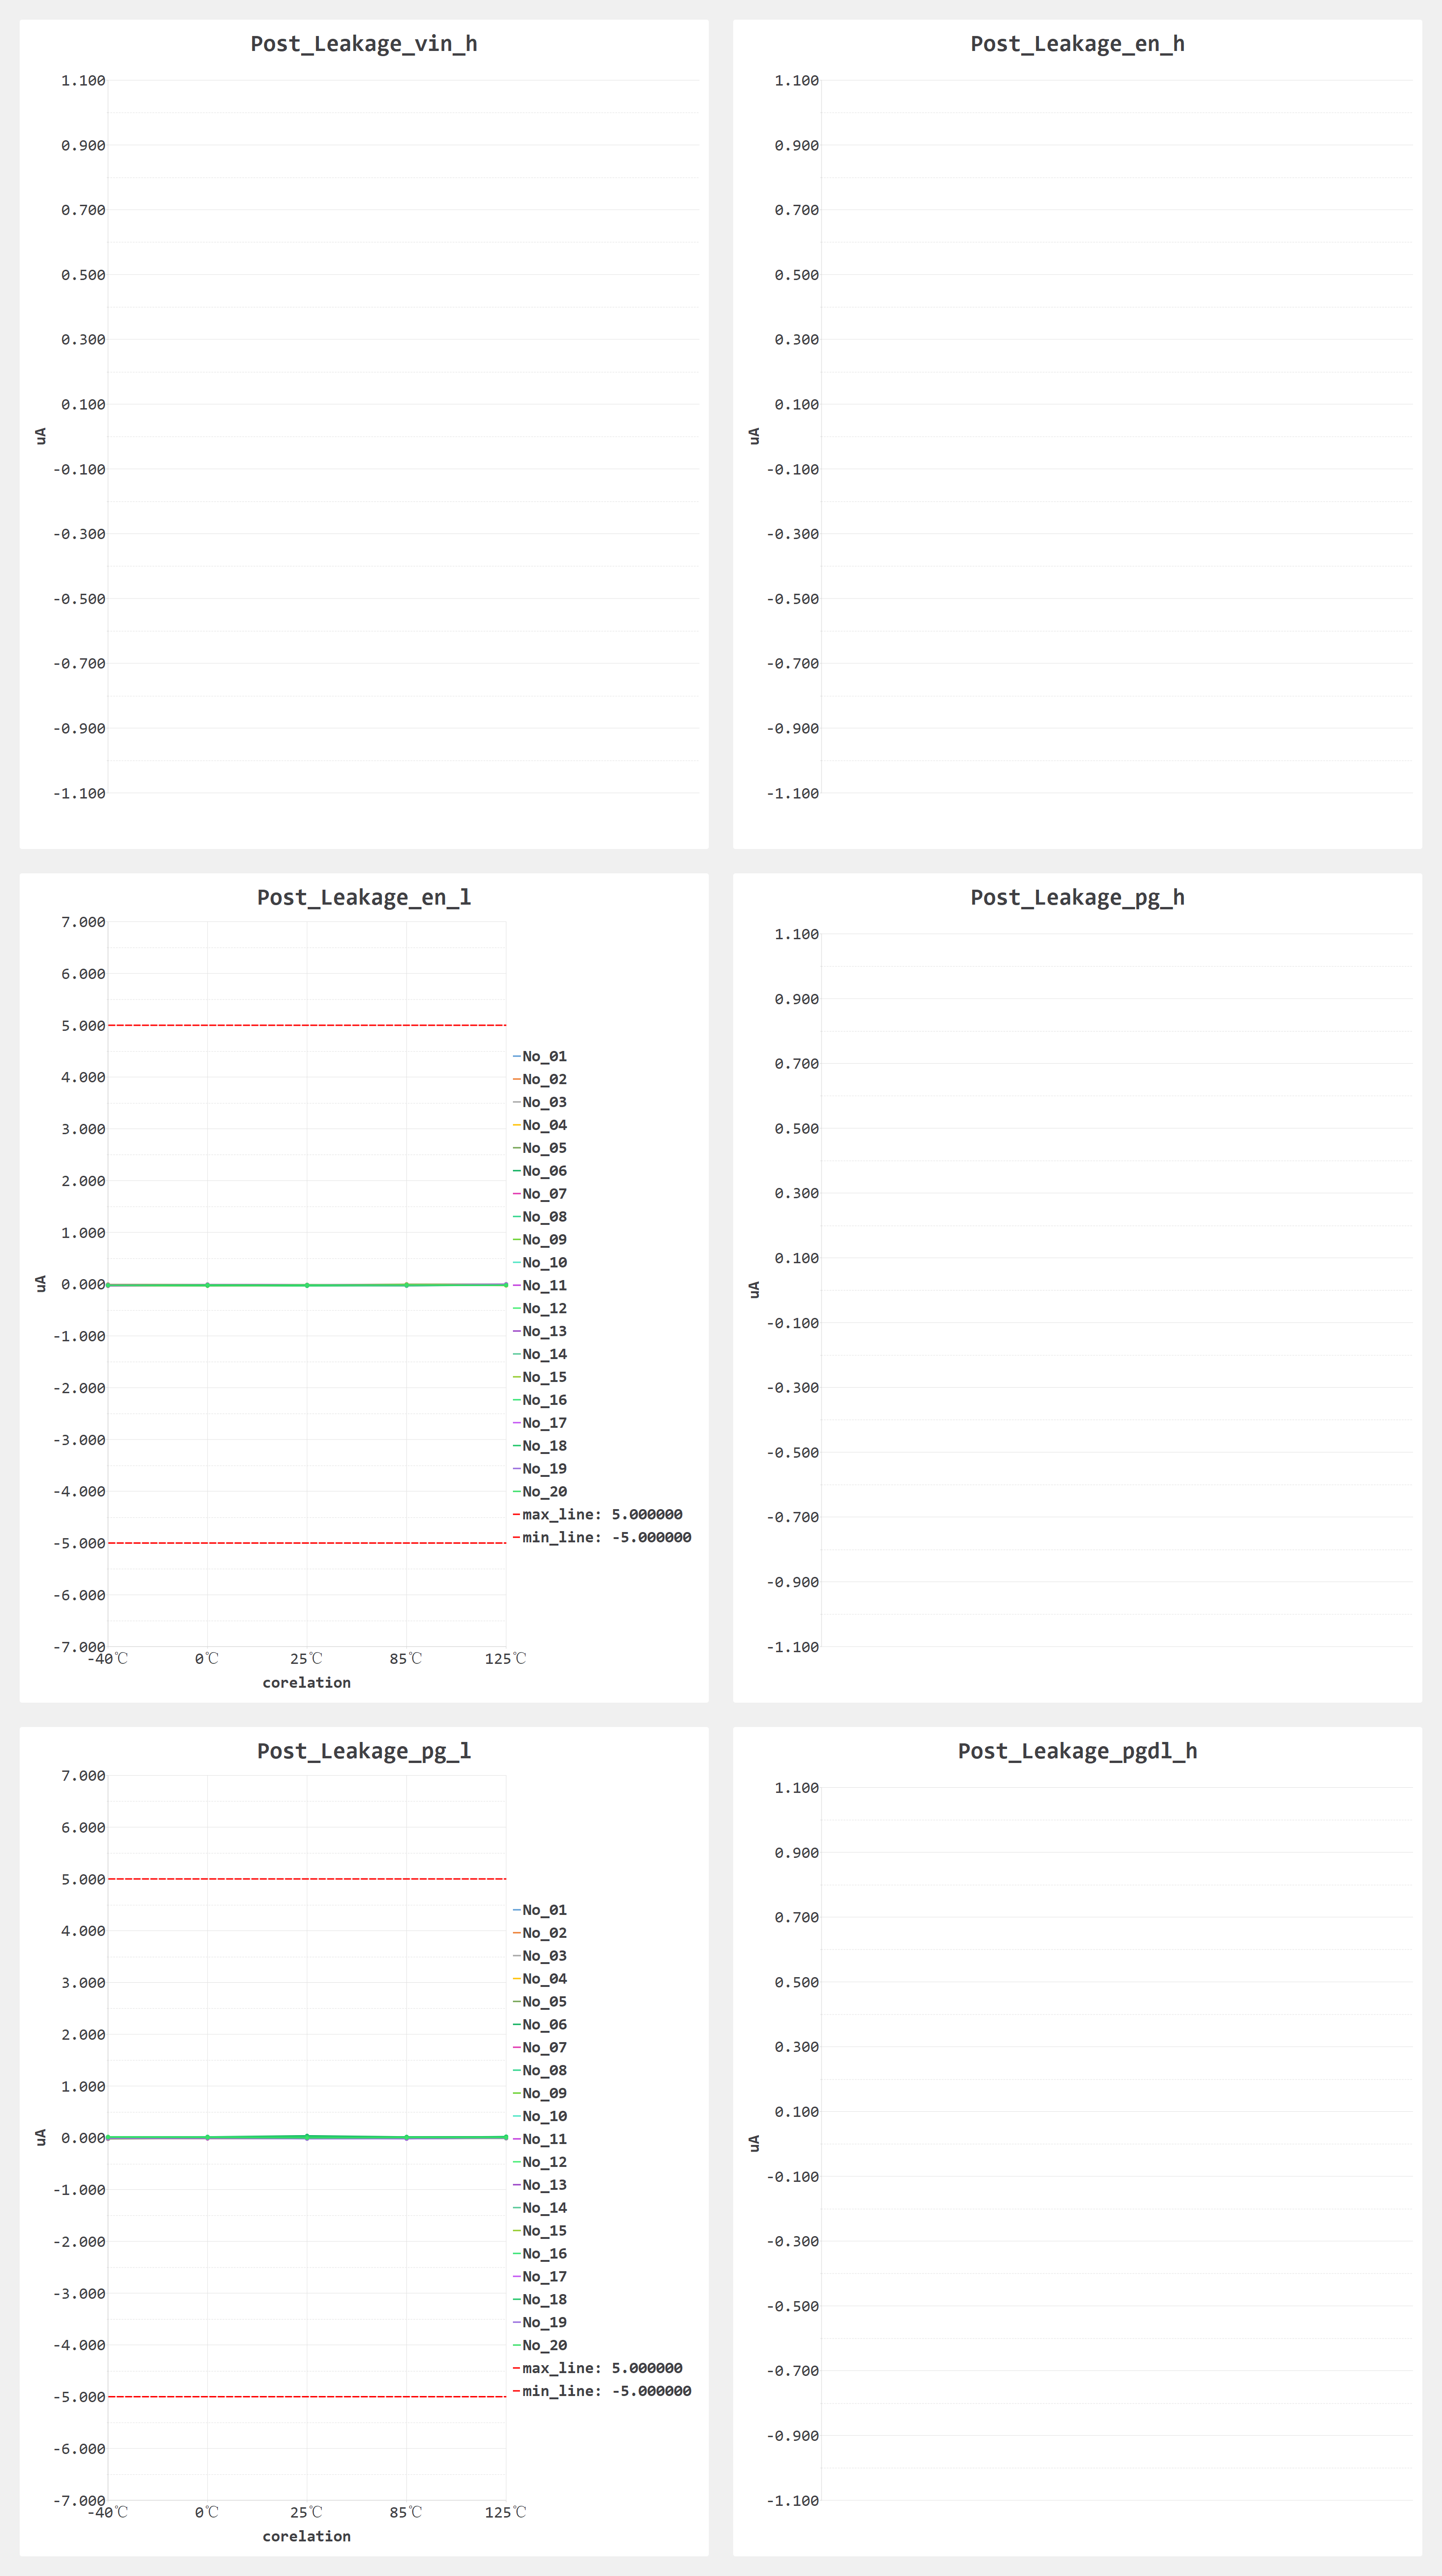 Post_Leakage_vin_h
1.100
0.900
0.700
0.500
0.300
0.100
-0.100
-0.300
-0.500
-0.700
-0.900
-1.100
uA
Post_Leakage_en_h
1.100
0.900
0.700
0.500
0.300
0.100
-0.100
-0.300
-0.500
-0.700
-0.900
-1.100
uA
Post_Leakage_en_l
7.000
6.000
5.000
4.000
3.000
2.000
1.000
0.000
-1.000
-2.000
-3.000
-4.000
-5.000
-6.000
-7.000
uA
-40℃ 0℃ 25℃ 85℃ 125℃
corelation
No_01
No_02
No_03
No_04
No_05
No_06
No_07
No_08
No_09
No_10
No_11
No_12
No_13
No_14
No_15
No_16
No_17
No_18
No_19
No_20
max_line: 5.000000
min_line: -5.000000
Post_Leakage_pg_h
1.100
0.900
0.700
0.500
0.300
0.100
-0.100
-0.300
-0.500
-0.700
-0.900
-1.100
uA
Post_Leakage_pg_l
7.000
6.000
5.000
4.000
3.000
2.000
1.000
0.000
-1.000
-2.000
-3.000
-4.000
-5.000
-6.000
-7.000
uA
-40℃ 0℃ 25℃ 85℃ 125℃
corelation
No_01
No_02
No_03
No_04
No_05
No_06
No_07
No_08
No_09
No_10
No_11
No_12
No_13
No_14
No_15
No_16
No_17
No_18
No_19
No_20
max_line: 5.000000
min_line: -5.000000
Post_Leakage_pgdl_h
1.100
0.900
0.700
0.500
0.300
0.100
-0.100
-0.300
-0.500
-0.700
-0.900
-1.100
uA